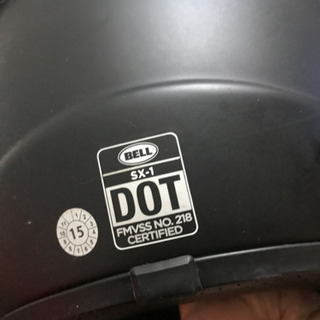 BELL
SX-1
DOT
FMVSS NO. 218
CERTIFIED
15